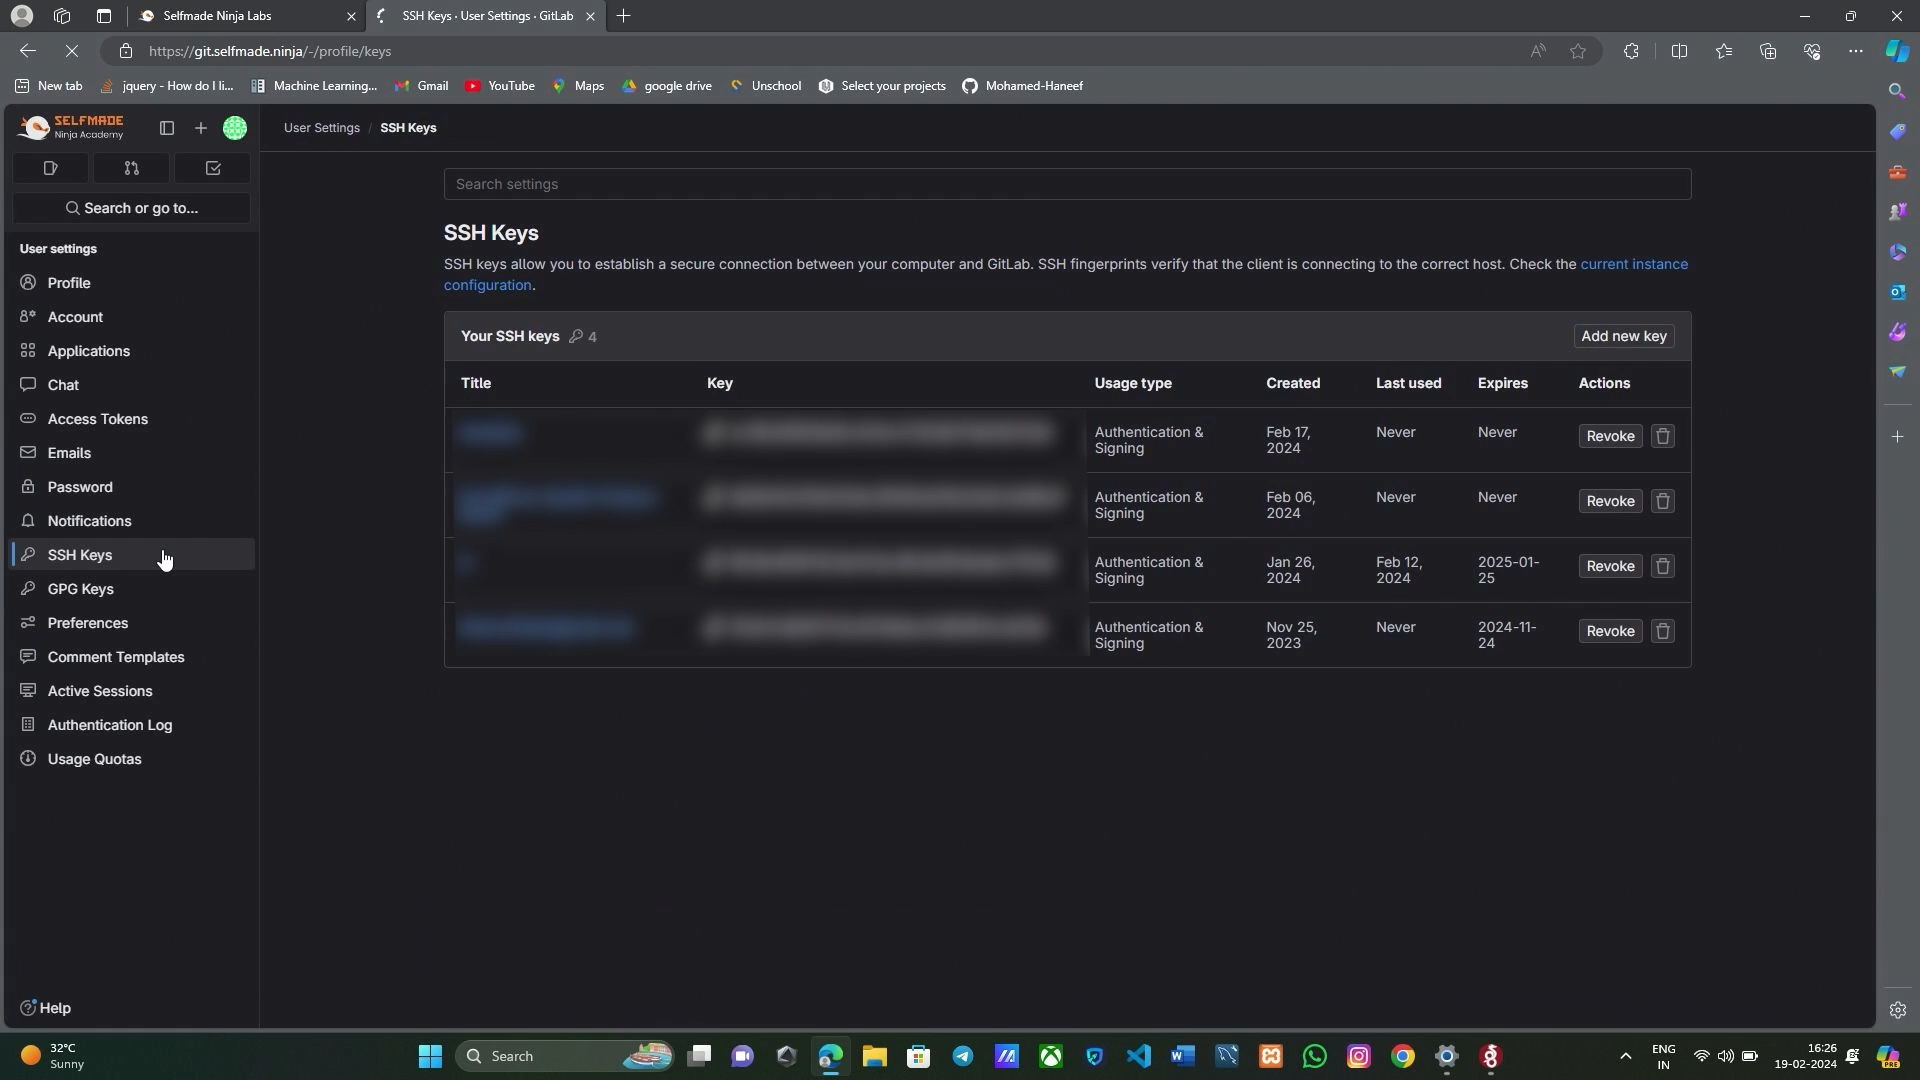 Selfmade Ninja Labs
SSH Keys · User Settings · GitLab
https://git.selfmade.ninja/-/profile/keys
New tab
jquery - How do I li...
Machine Learning...
Gmail
YouTube
Maps
google drive
Unschool
Select your projects
Mohamed-Haneef
SELFMADE
Ninja Academy
User Settings / SSH Keys
Search or go to...
Search settings
User settings
Profile
Account
Applications
Chat
Access Tokens
Emails
Password
Notifications
SSH Keys
GPG Keys
Preferences
Comment Templates
Active Sessions
Authentication Log
Usage Quotas
Help
SSH Keys
SSH keys allow you to establish a secure connection between your computer and GitLab. SSH fingerprints verify that the client is connecting to the correct host. Check the current instance
configuration.
Your SSH keys 4
Add new key
Title Key Usage type Created Last used Expires Actions
Authentication & Feb 17, Never Never Revoke
Signing 2024
Authentication & Feb 06, Never Never Revoke
Signing 2024
Authentication & Jan 26, Feb 12, 2025-01- Revoke
Signing 2024 2024 25
Authentication & Nov 25, Never 2024-11- Revoke
Signing 2023 24
32°C
Sunny
Search
ENG
IN
16:26
19-02-2024
PRE